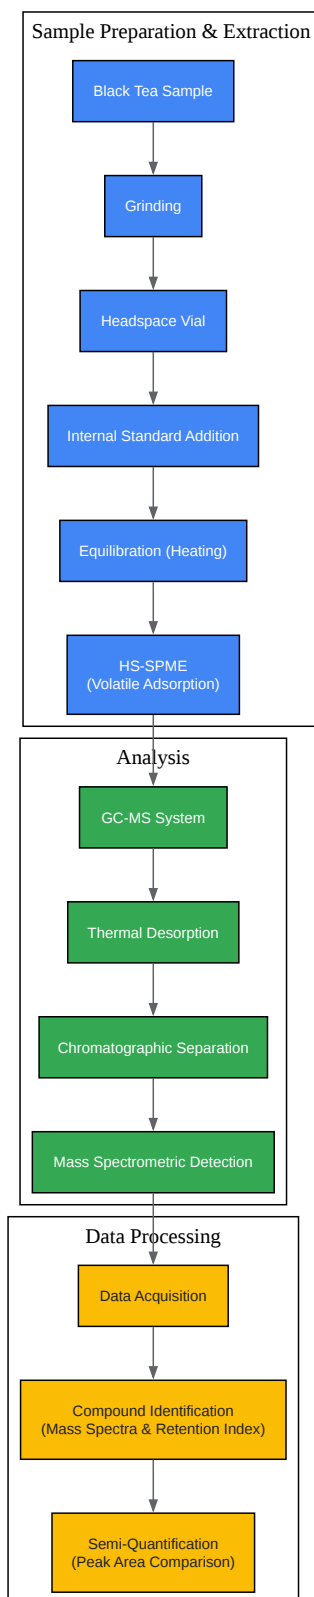 Sample Preparation & Extraction
Black Tea Sample
Grinding
Headspace Vial
Internal Standard Addition
Equilibration (Heating)
HS-SPME
(Volatile Adsorption)
Analysis
GC-MS System
Thermal Desorption
Chromatographic Separation
Mass Spectrometric Detection
Data Processing
Data Acquisition
Compound Identification
(Mass Spectra & Retention Index)
Semi-Quantification
(Peak Area Comparison)